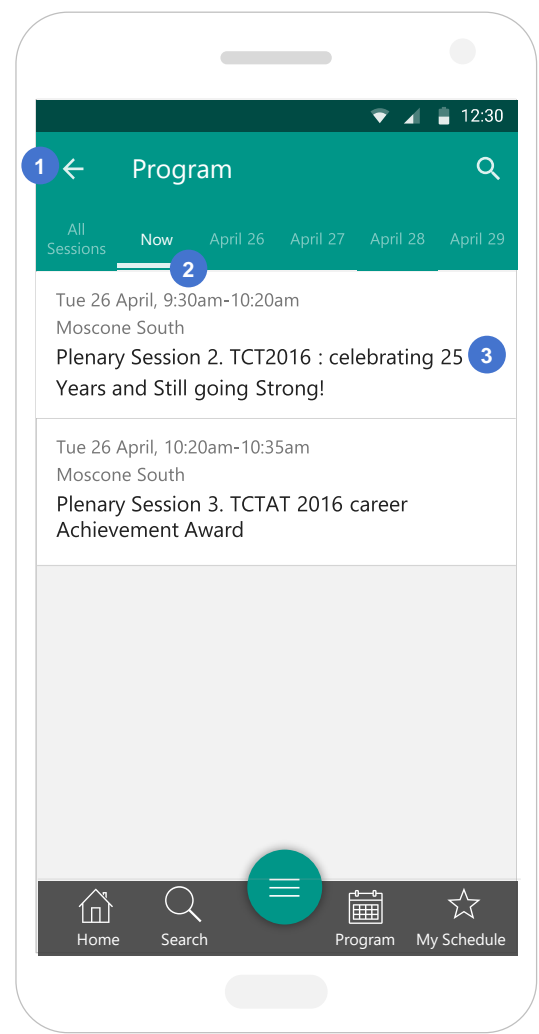 12:30
1
Program
All
Sessions
Now
April 26
April 27
April 28
April 29
2
Tue 26 April, 9:30am-10:20am
Moscone South
Plenary Session 2. TCT2016 : celebrating 25
3
Years and Still going Strong!
Tue 26 April, 10:20am-10:35am
Moscone South
Plenary Session 3. TCTAT 2016 career
Achievement Award
Home
Search
Program
My Schedule